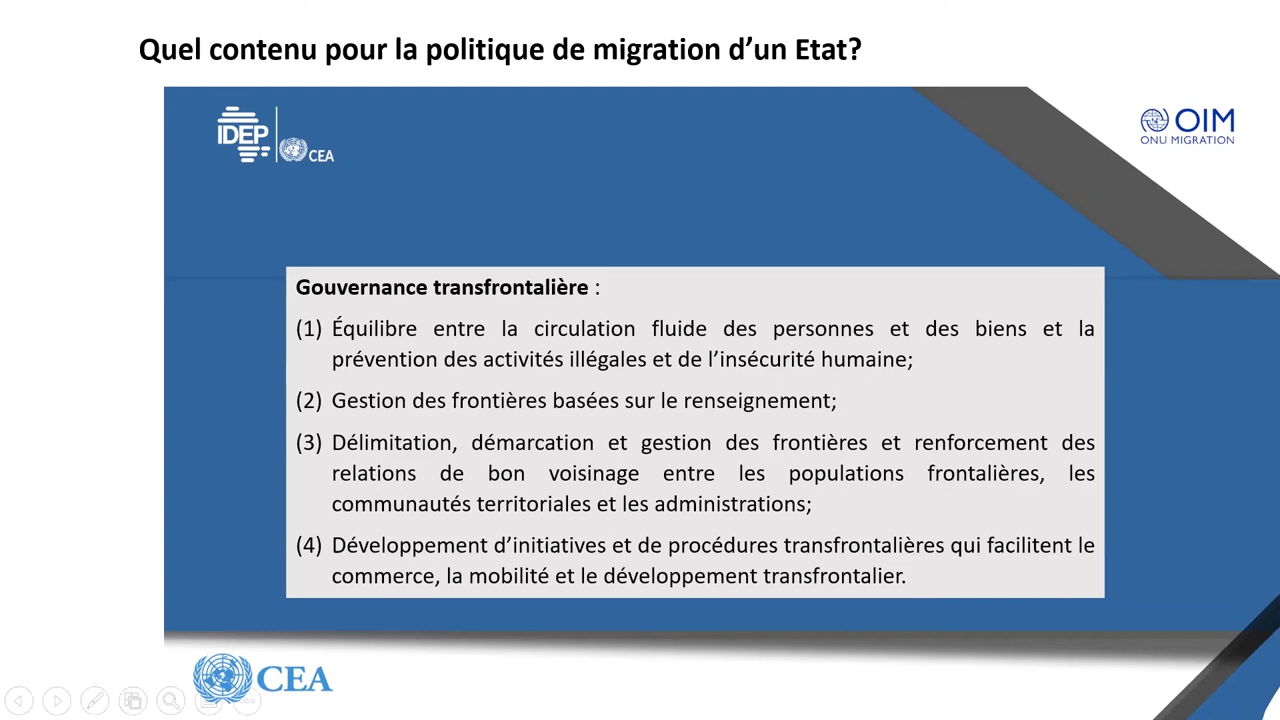 Quel contenu pour la politique de migration d’un Etat?
IDEP
CEA
OIM
ONU MIGRATION
Gouvernance transfrontalière :
(1) Équilibre entre la circulation fluide des personnes et des biens et la
prévention des activités illégales et de l’insécurité humaine;
(2) Gestion des frontières basées sur le renseignement;
(3) Délimitation, démarcation et gestion des frontières et renforcement des
relations de bon voisinage entre les populations frontalières, les
communautés territoriales et les administrations;
(4) Développement d’initiatives et de procédures transfrontalières qui facilitent le
commerce, la mobilité et le développement transfrontalier.
CEA